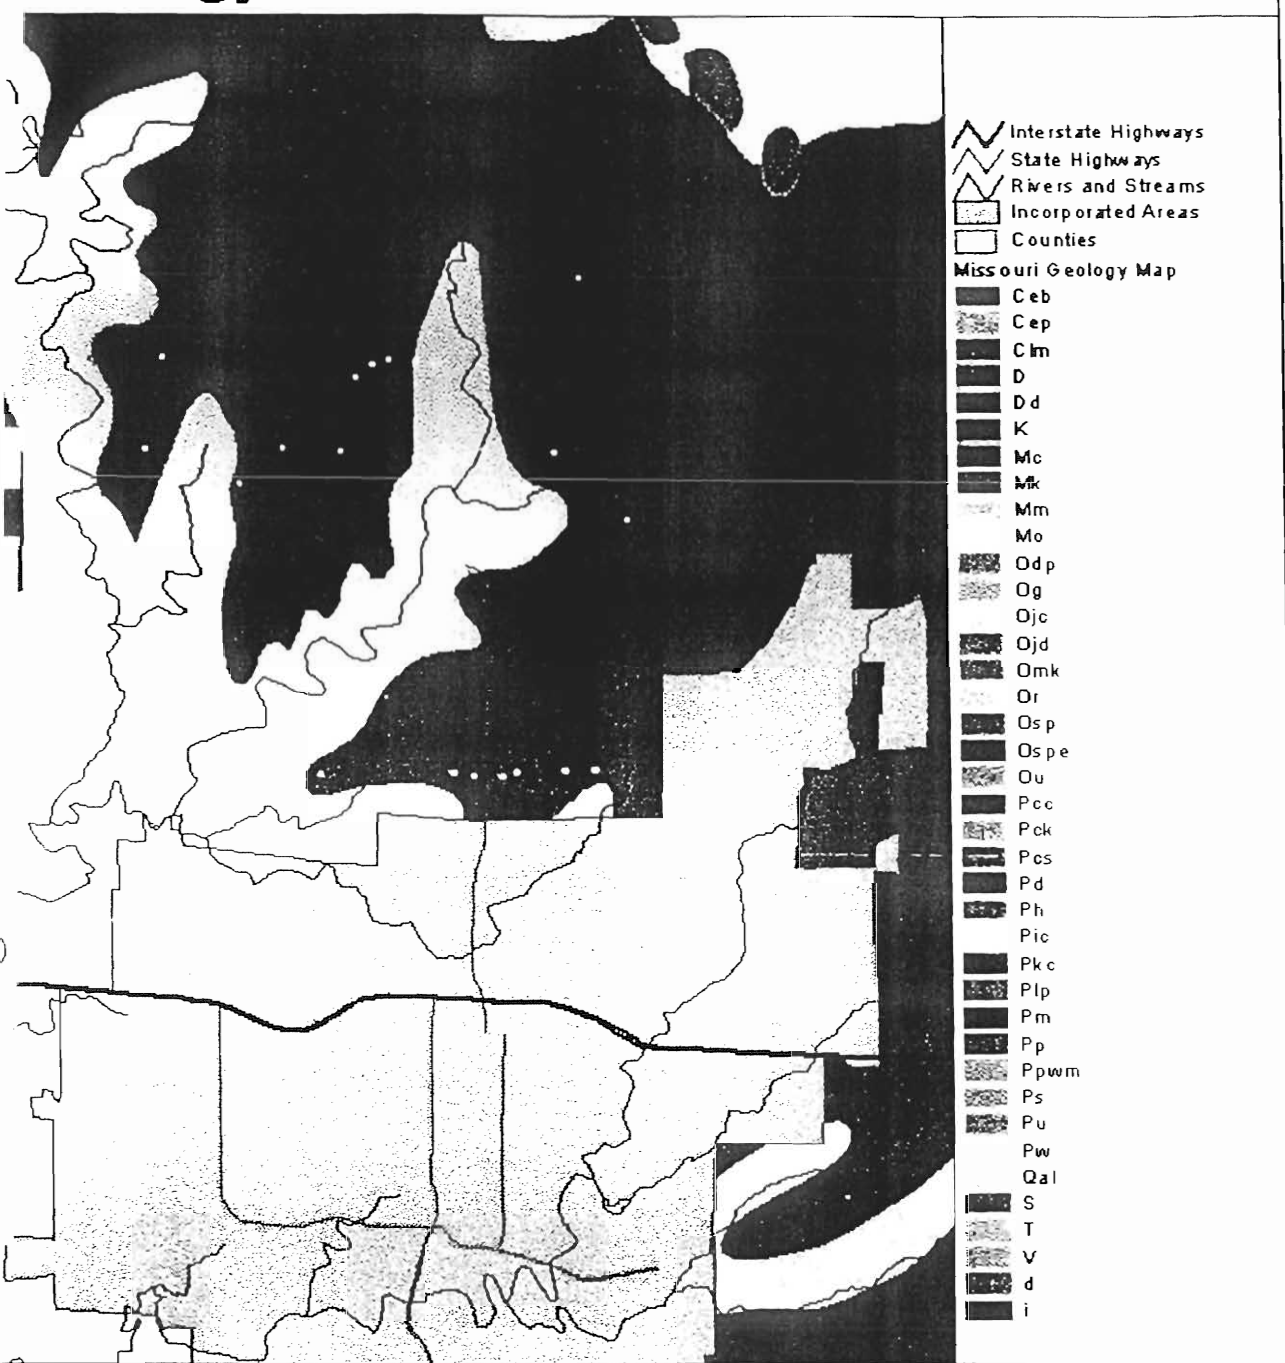 Interstate Highways
State Highways
Rivers and Streams
Incorporated Areas
Counties
Missouri Geology Map
Ceb
Cep
Clm
D
Dd
K
Mc
Mk
Mm
Mo
Odp
Og
Ojc
Ojd
Omk
Or
Osp
Ospe
Ou
Pcc
Pck
Pcs
Pd
Ph
Pic
Pkc
Plp
Pm
Pp
Ppwm
Ps
Pu
Pw
Qal
S
T
V
d
i